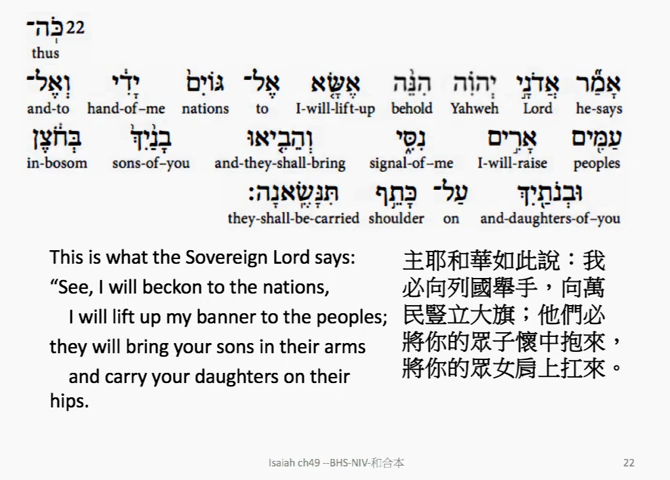 22 כֹּה־
thus
אָמַ֞ר אֲדֹנָ֣י יְהוִ֗ה הִנֵּ֨ה אֶשָּׂ֤א אֶל־ גּוֹיִם֙ יָדִ֔י וְאֶל־
and-to hand-of-me nations to I-will-lift-up behold Yahweh Lord he-says
עַמִּ֖ים אָרִ֣ים נִסִּ֑י וְהֵבִ֤יאוּ בָנַ֙יִךְ֙ בְּחֹ֔צֶן
in-bosom sons-of-you and-they-shall-bring signal-of-me I-will-raise peoples
וּבְנֹתַ֖יִךְ עַל־ כָּתֵ֥ף תִּנָּשֶֽׂאנָה׃
they-shall-be-carried shoulder on and-daughters-of-you
This is what the Sovereign Lord says:
“See, I will beckon to the nations,
I will lift up my banner to the peoples;
they will bring your sons in their arms
and carry your daughters on their
hips.
主耶和華如此說：我
必向列國舉手，向萬
民豎立大旗；他們必
將你的眾子懷中抱來，
將你的眾女肩上扛來。
Isaiah ch49 --BHS-NIV-和合本
22